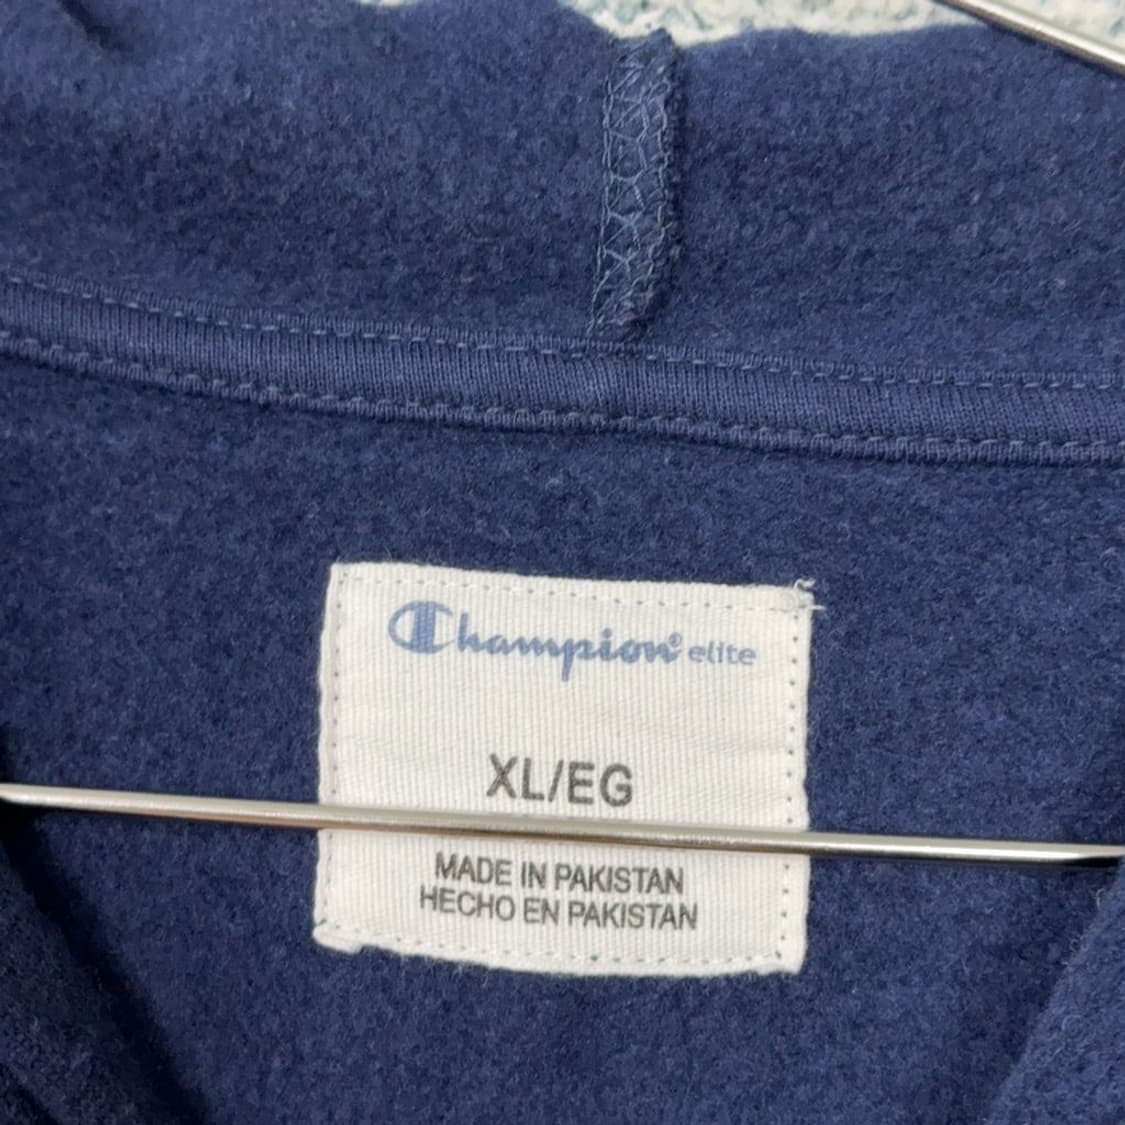 Champion® elite
XL/EG
MADE IN PAKISTAN
HECHO EN PAKISTAN